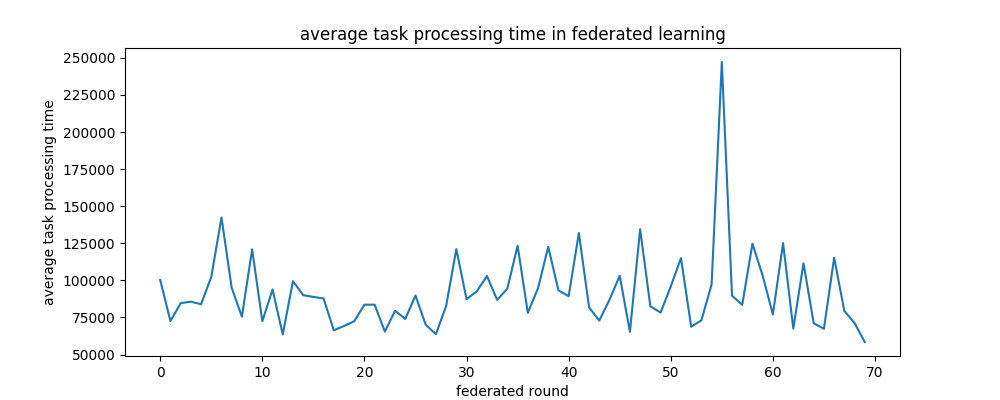 average task processing time in federated learning
average task processing time
250000
225000
200000
175000
150000
125000
100000
75000
50000
0 10 20 30 40 50 60 70
federated round